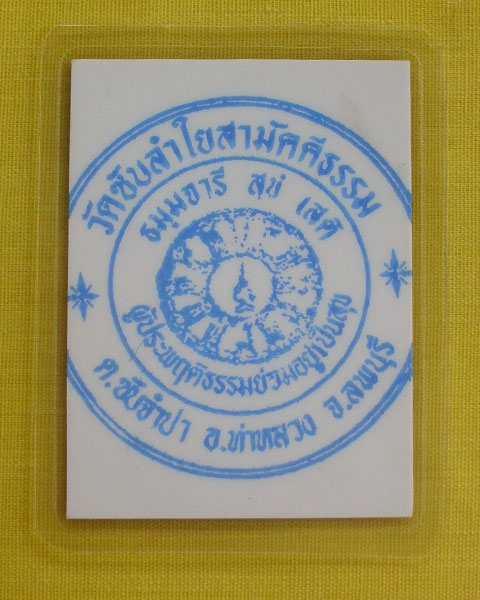 วัดซับลำใยสามัคคีธรรม
ธมฺมจารี สุขํ เสติ
ผู้ประพฤติธรรมย่อมอยู่เป็นสุข
ต.ซับจำปา อ.ท่าหลวง จ.ลพบุรี